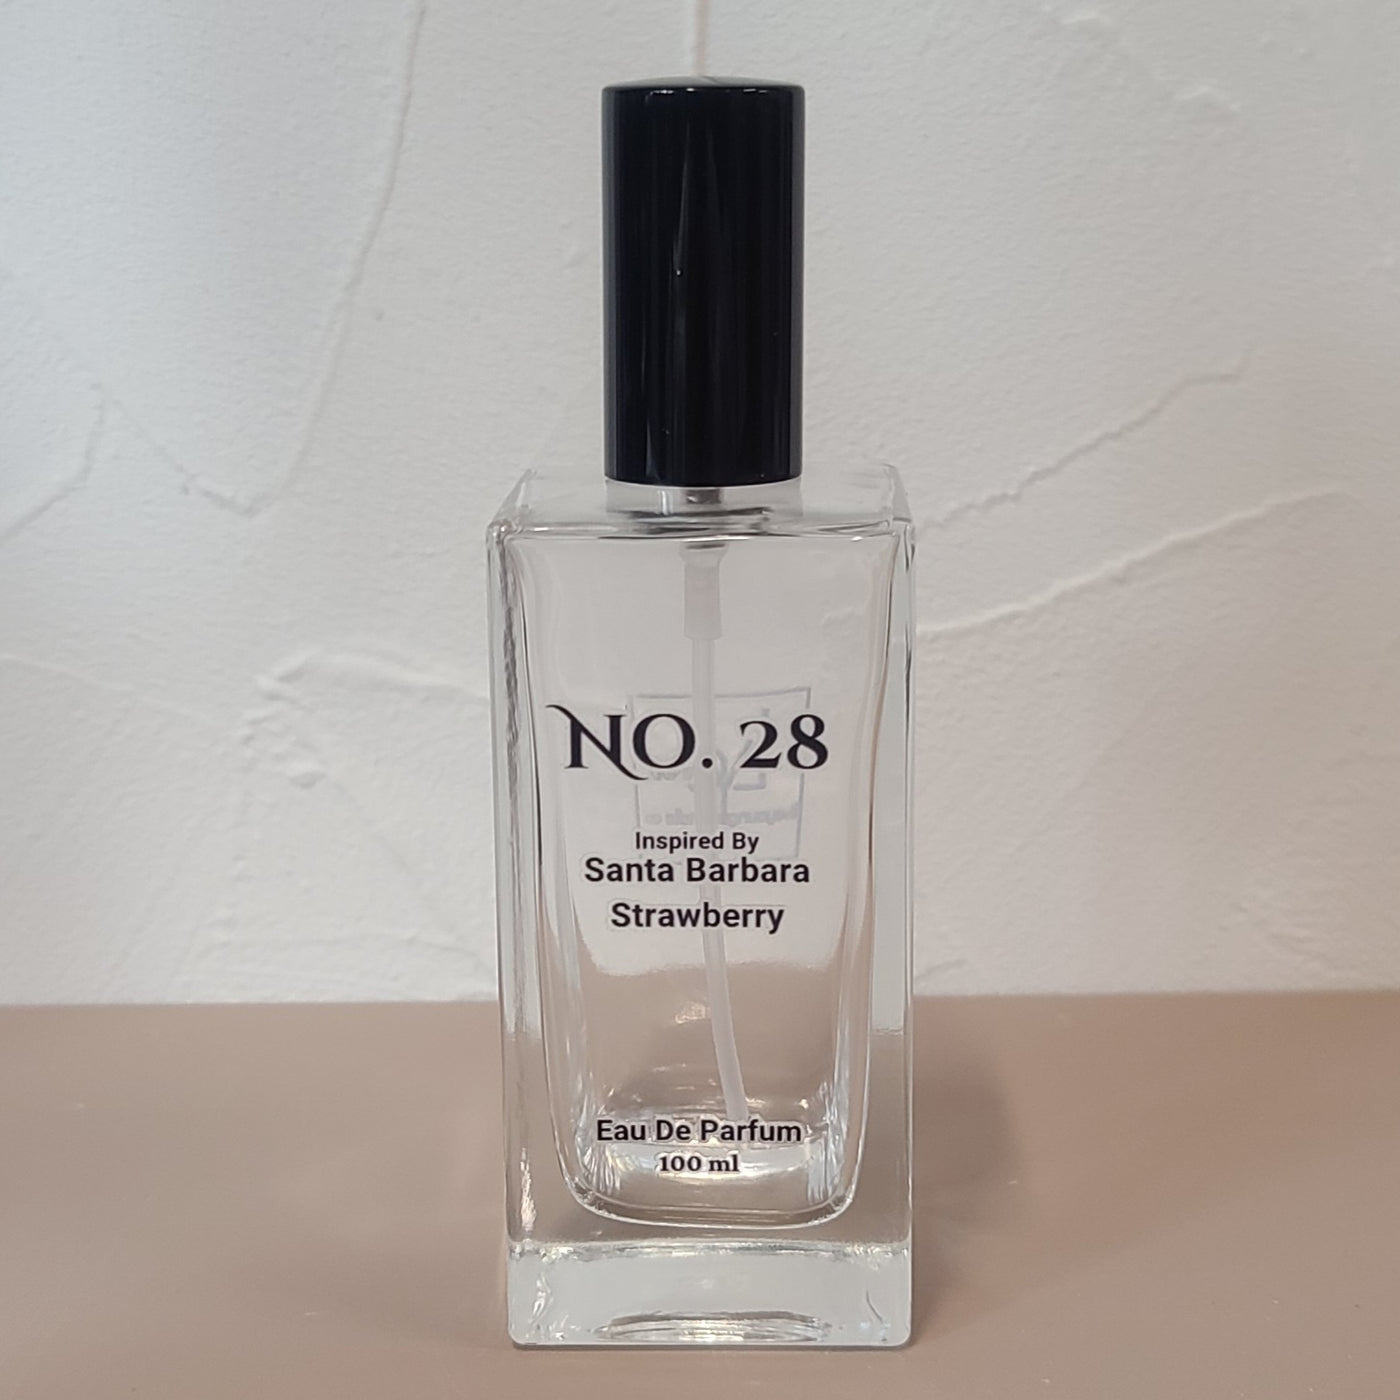 NO. 28
Inspired By
Santa Barbara
Strawberry
Eau De Parfum
100 ml